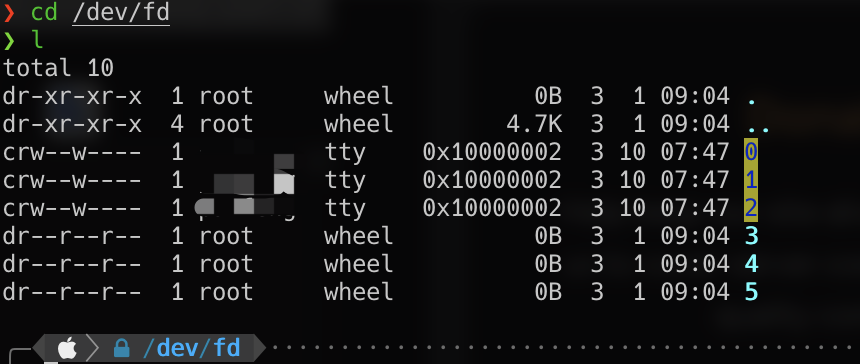 ❯ cd /dev/fd
❯ l
total 10
dr-xr-xr-x  1 root     wheel          0B  3  1 09:04 .
dr-xr-xr-x  4 root     wheel        4.7K  3  1 09:04 ..
crw--w----  1          tty    0x10000002  3 10 07:47 0
crw--w----  1          tty    0x10000002  3 10 07:47 1
crw--w----  1          tty    0x10000002  3 10 07:47 2
dr--r--r--  1 root     wheel          0B  3  1 09:04 3
dr--r--r--  1 root     wheel          0B  3  1 09:04 4
dr--r--r--  1 root     wheel          0B  3  1 09:04 5
/dev/fd